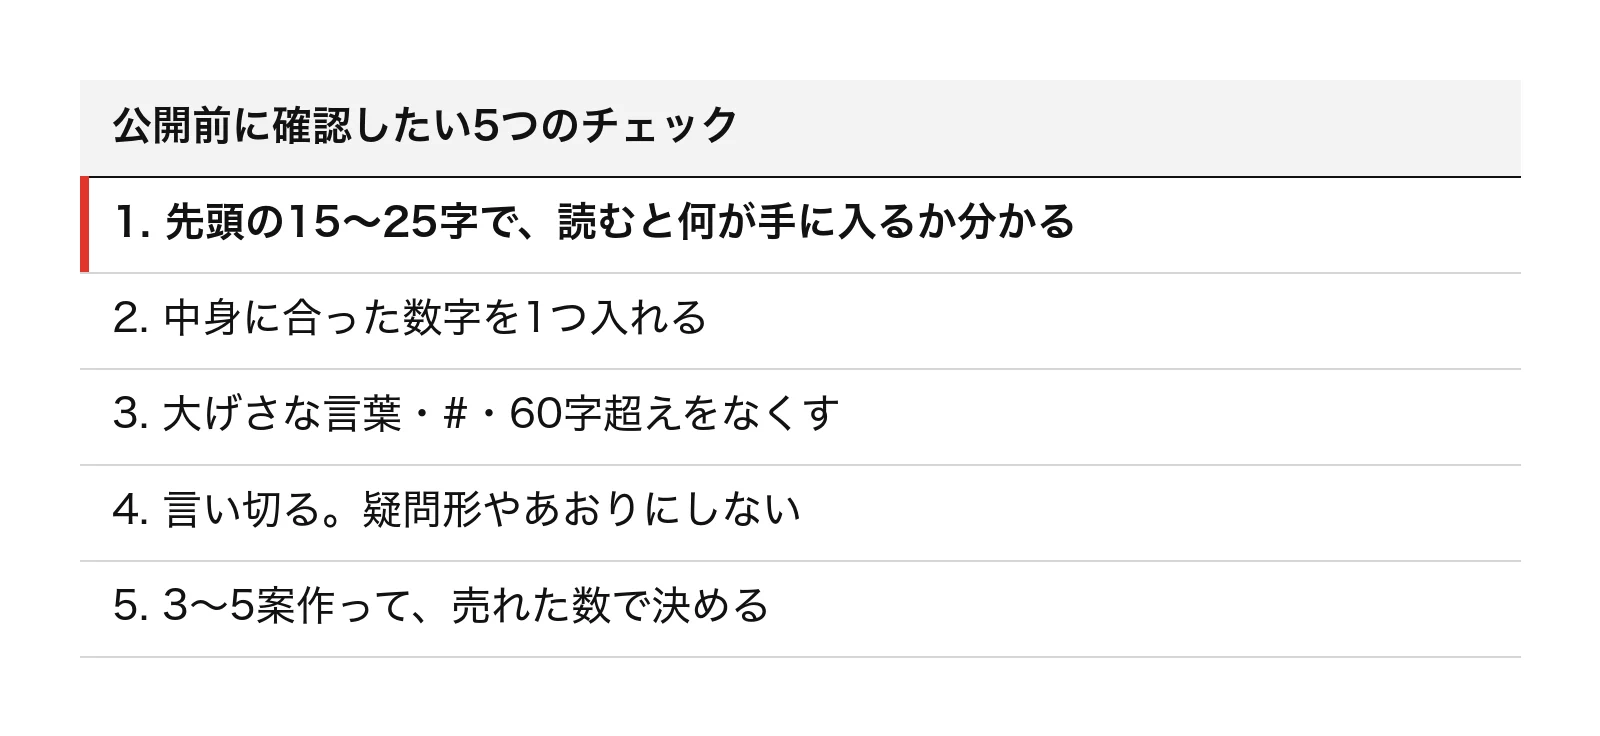 公開前に確認したい5つのチェック
1. 先頭の15〜25字で、読むと何が手に入るか分かる
2. 中身に合った数字を1つ入れる
3. 大げさな言葉・#・60字超えをなくす
4. 言い切る。疑問形やあおりにしない
5. 3〜5案作って、売れた数で決める